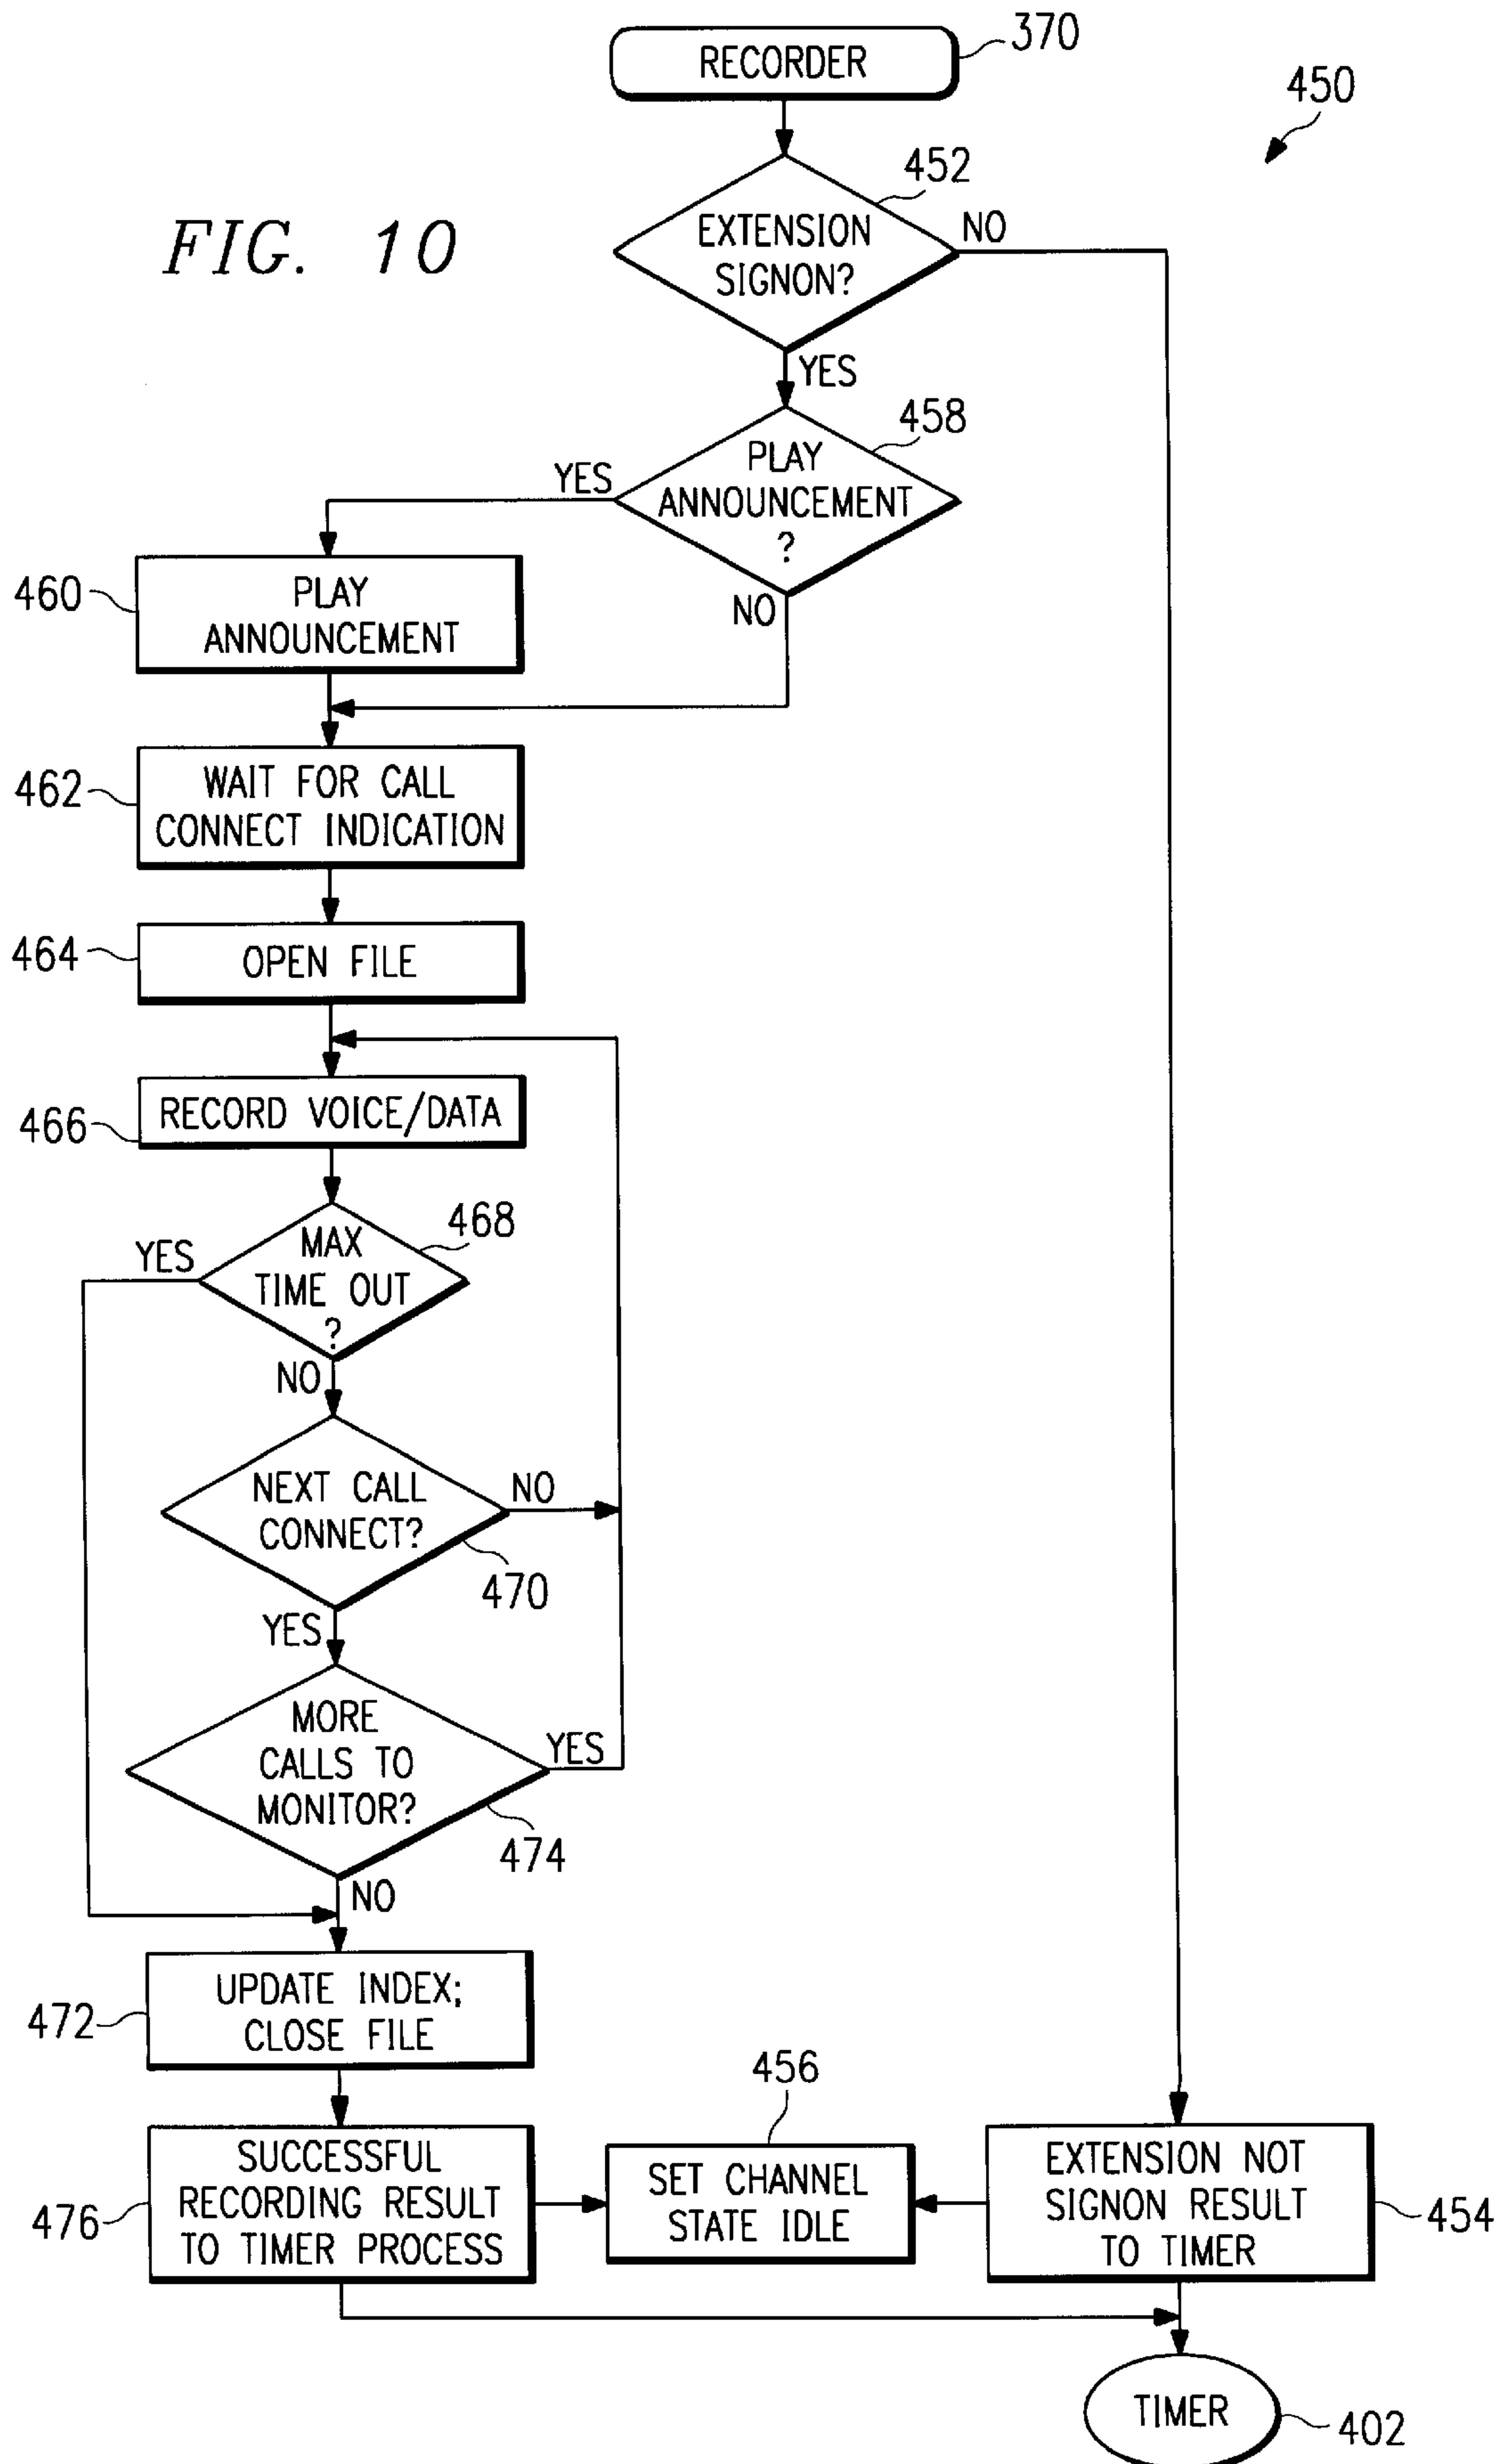 RECORDER
370
450
FIG. 10
452
EXTENSION
SIGNON?
NO
YES
458
PLAY
ANNOUNCEMENT
?
YES
NO
460
PLAY
ANNOUNCEMENT
462
WAIT FOR CALL
CONNECT INDICATION
464
OPEN FILE
466
RECORD VOICE/DATA
468
MAX
TIME OUT
?
YES
NO
NEXT CALL
CONNECT?
NO
470
YES
MORE
CALLS TO
MONITOR?
YES
474
NO
472
UPDATE INDEX;
CLOSE FILE
476
SUCCESSFUL
RECORDING RESULT
TO TIMER PROCESS
456
SET CHANNEL
STATE IDLE
EXTENSION NOT
SIGNON RESULT
TO TIMER
454
TIMER
402